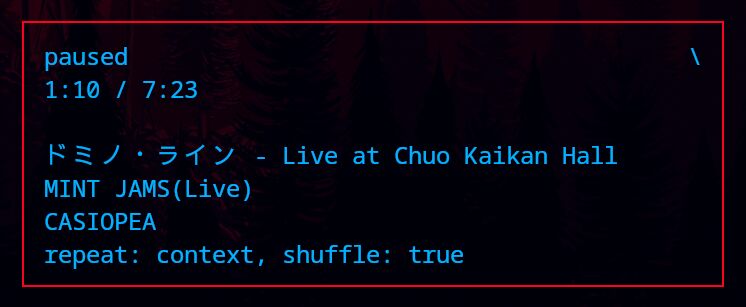 paused \
1:10 / 7:23
ドミノ・ライン - Live at Chuo Kaikan Hall
MINT JAMS(Live)
CASIOPEA
repeat: context, shuffle: true